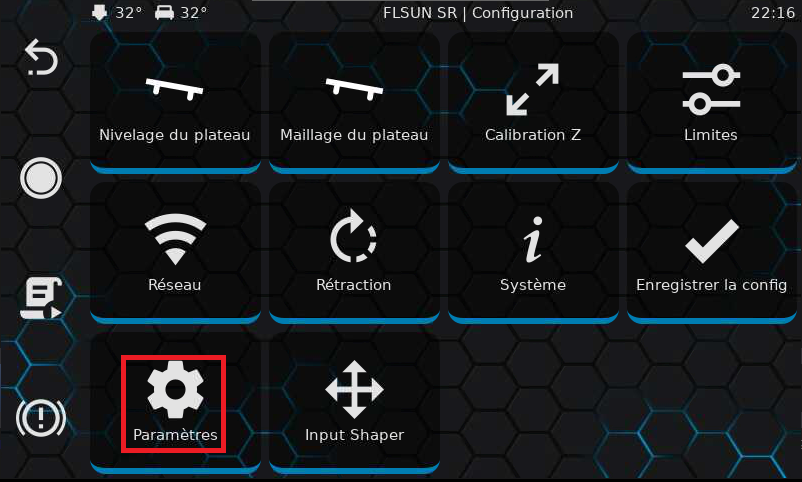 32° 32° FLSUN SR | Configuration 22:16
Nivelage du plateau Maillage du plateau Calibration Z Limites
Réseau Rétraction Système Enregistrer la config
Paramètres Input Shaper